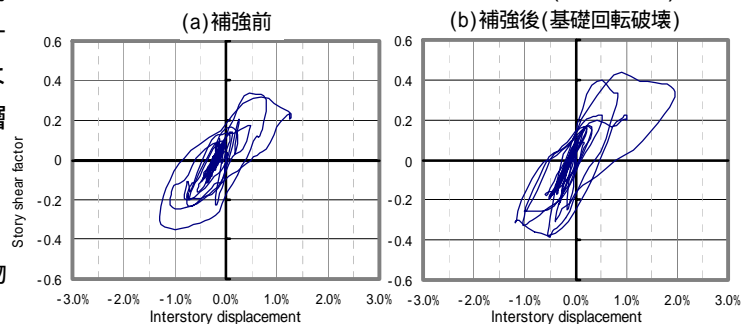 (a)補強前
(b)補強後(基礎回転破壊)
0.6
0.4
0.2
0
-0.2
-0.4
-0.6
Story shear factor
-3.0% -2.0% -1.0% 0.0% 1.0% 2.0% 3.0%
Interstory displacement
0.6
0.4
0.2
0
-0.2
-0.4
-0.6
-3.0% -2.0% -1.0% 0.0% 1.0% 2.0% 3.0%
Interstory displacement
物